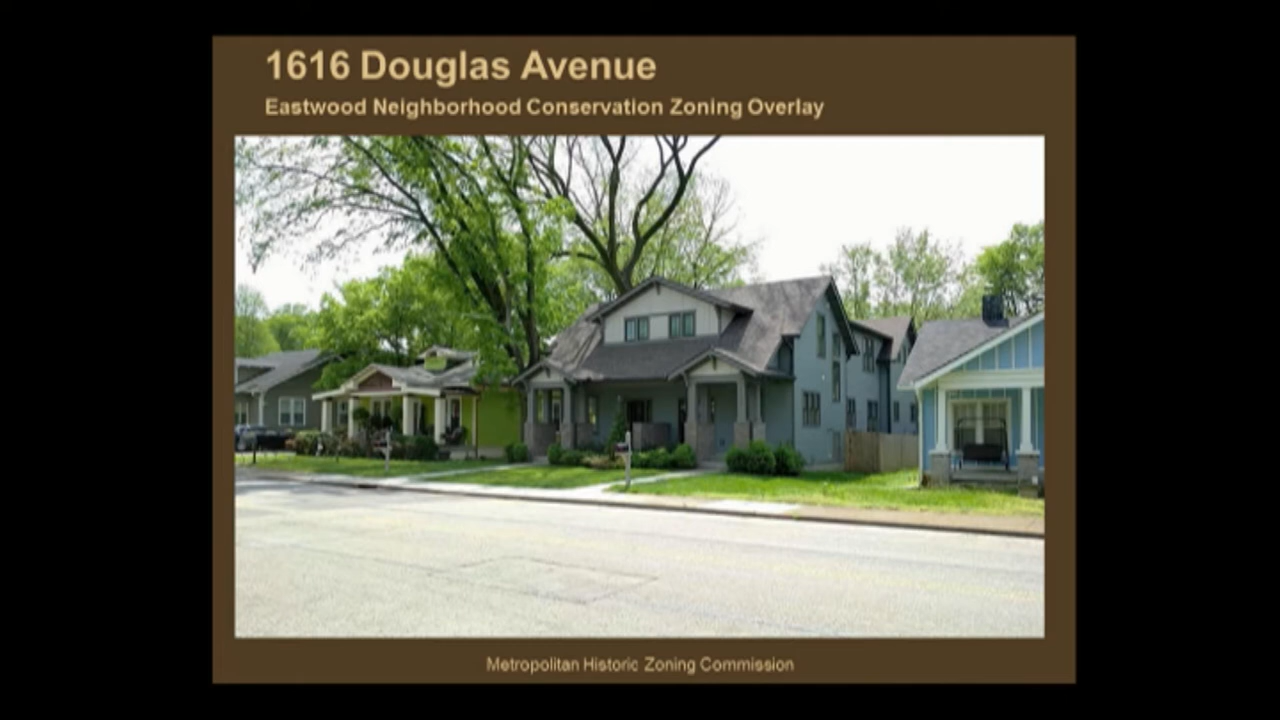 1616 Douglas Avenue
Eastwood Neighborhood Conservation Zoning Overlay
Metropolitan Historic Zoning Commission